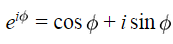 e^{iϕ} = cos ϕ + i sin ϕ